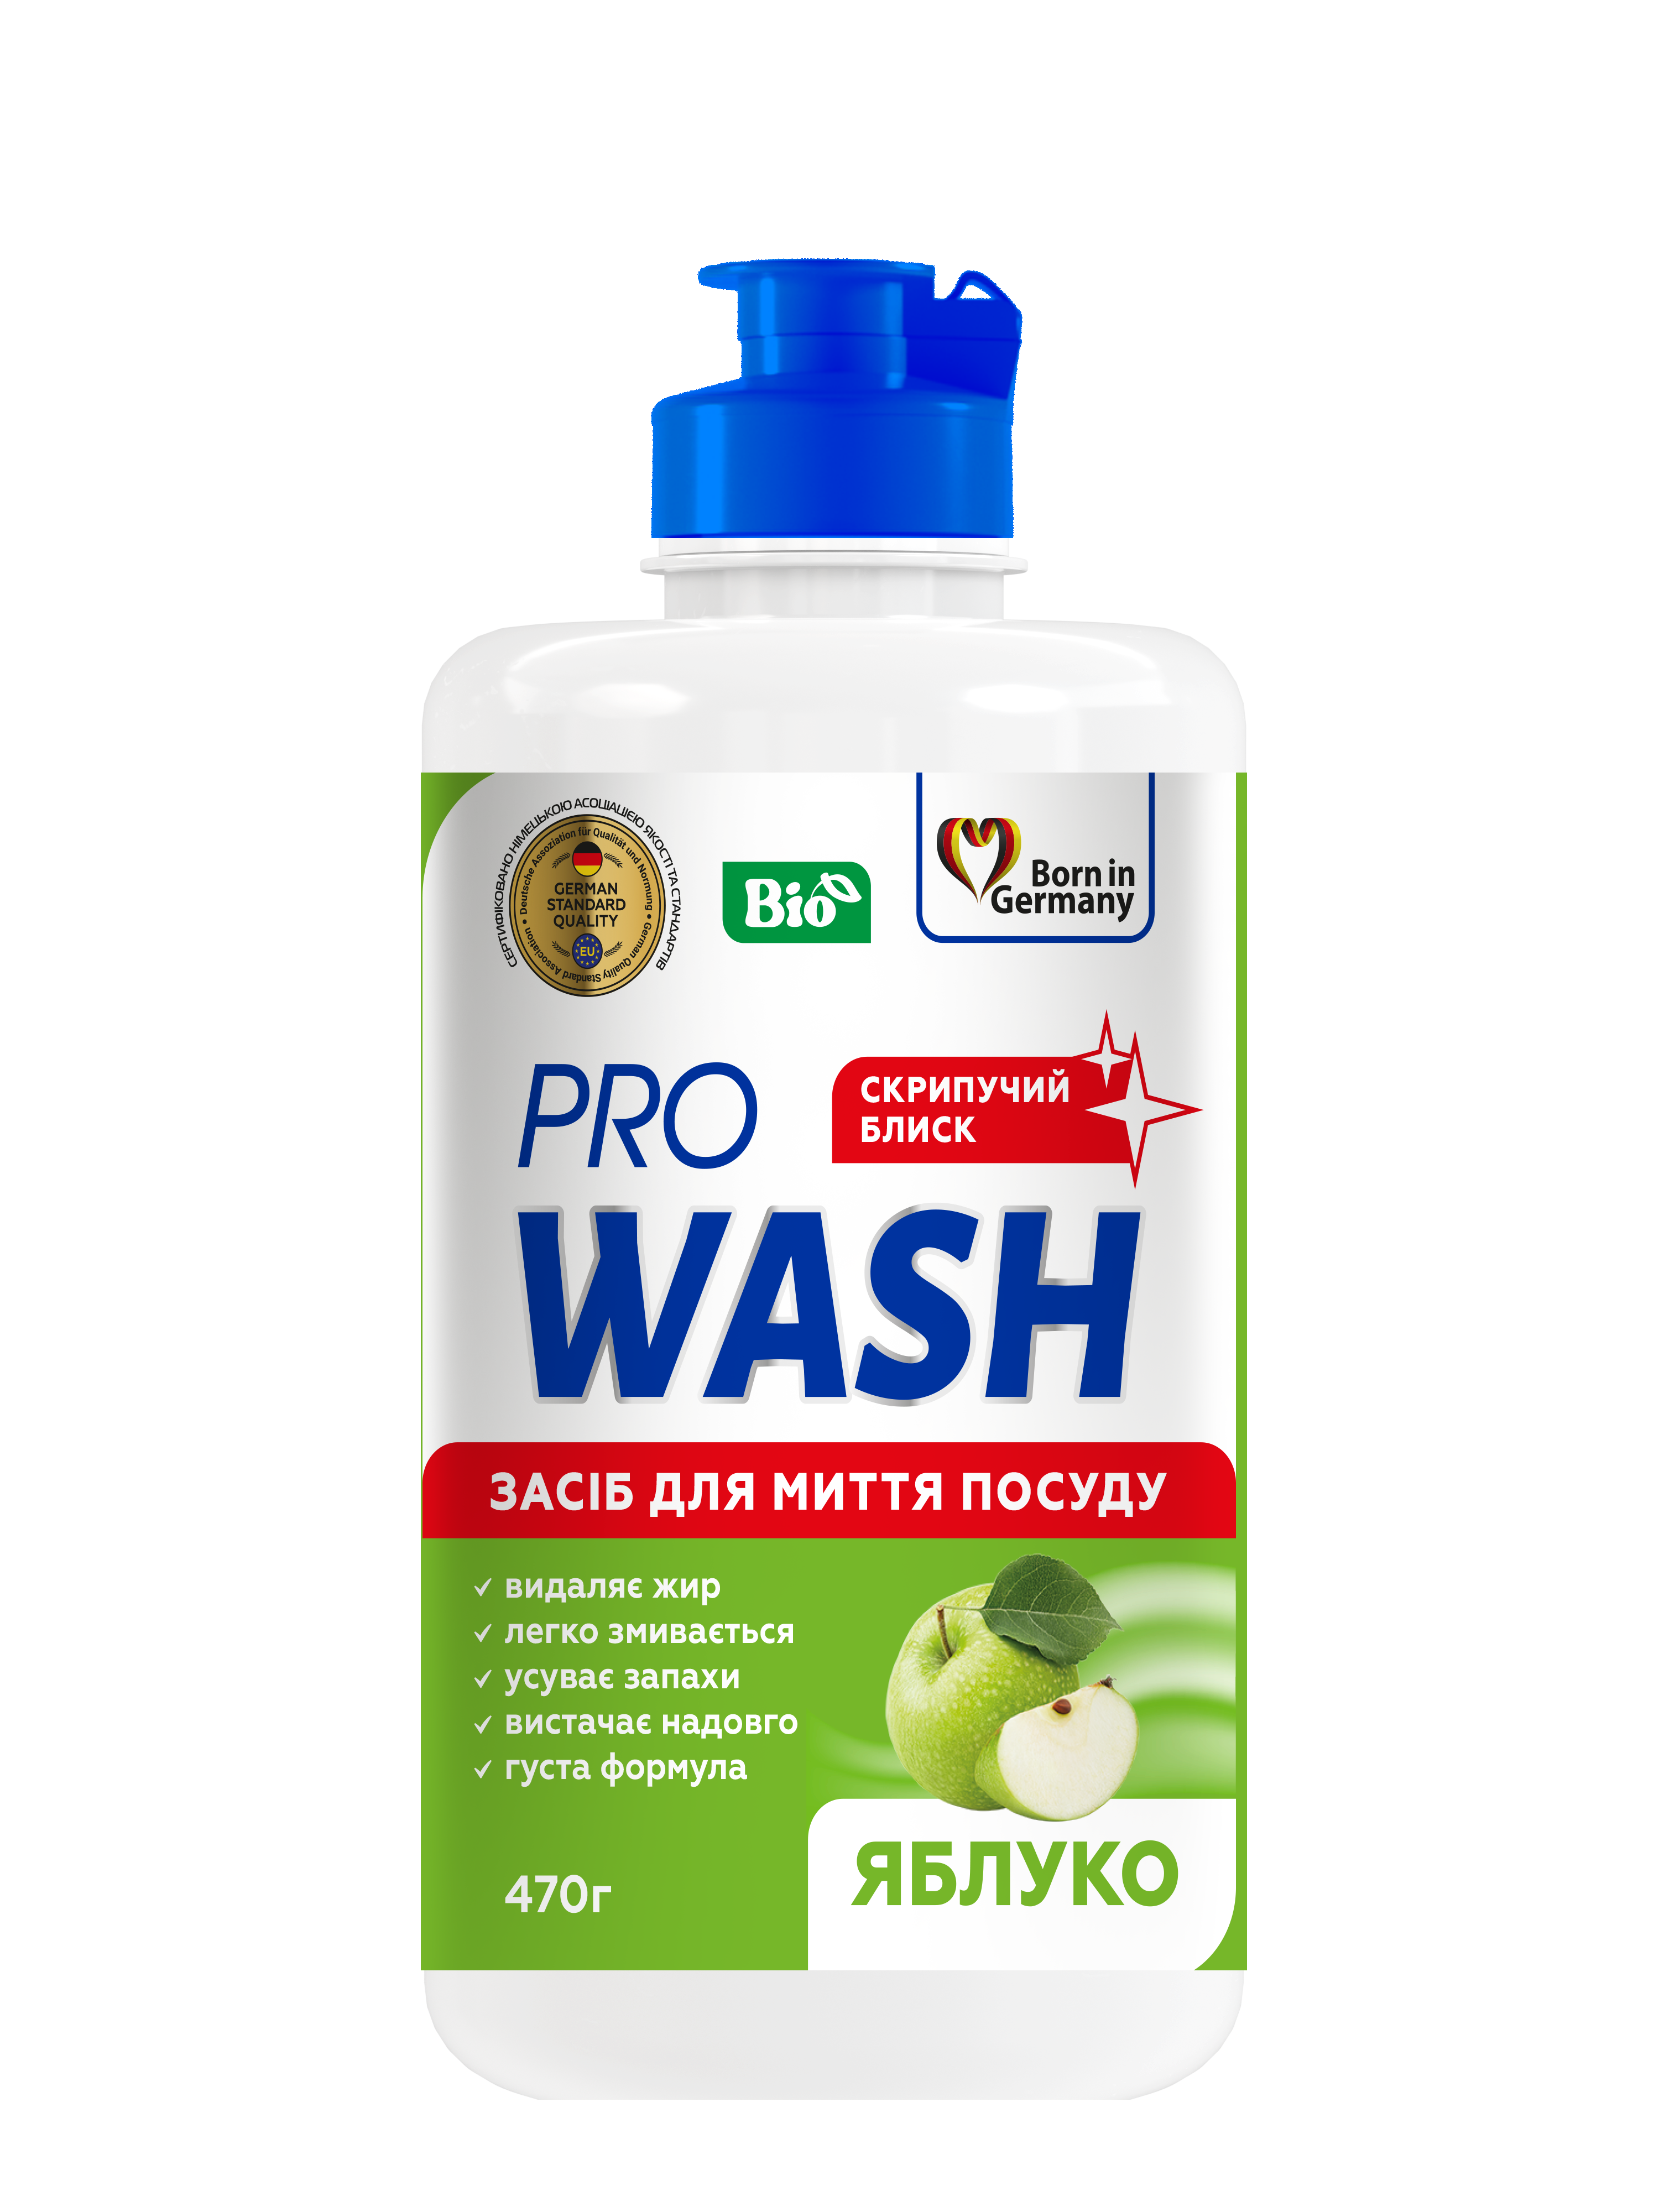 СЕРТИФІКОВАНО НІМЕЦЬКОЮ АСОЦІАЦІЄЮ ЯКОСТІ ТА СТАНДАРТІВ
Deutsche Assoziation für Qualität und Normung • German Quality Standard Association •
GERMAN
STANDARD
QUALITY
EU
Bio
Born in
Germany
PRO
СКРИПУЧИЙ
БЛИСК
WASH
ЗАСІБ ДЛЯ МИТТЯ ПОСУДУ
видаляє жир
легко змивається
усуває запахи
вистачає надовго
густа формула
470г
ЯБЛУКО